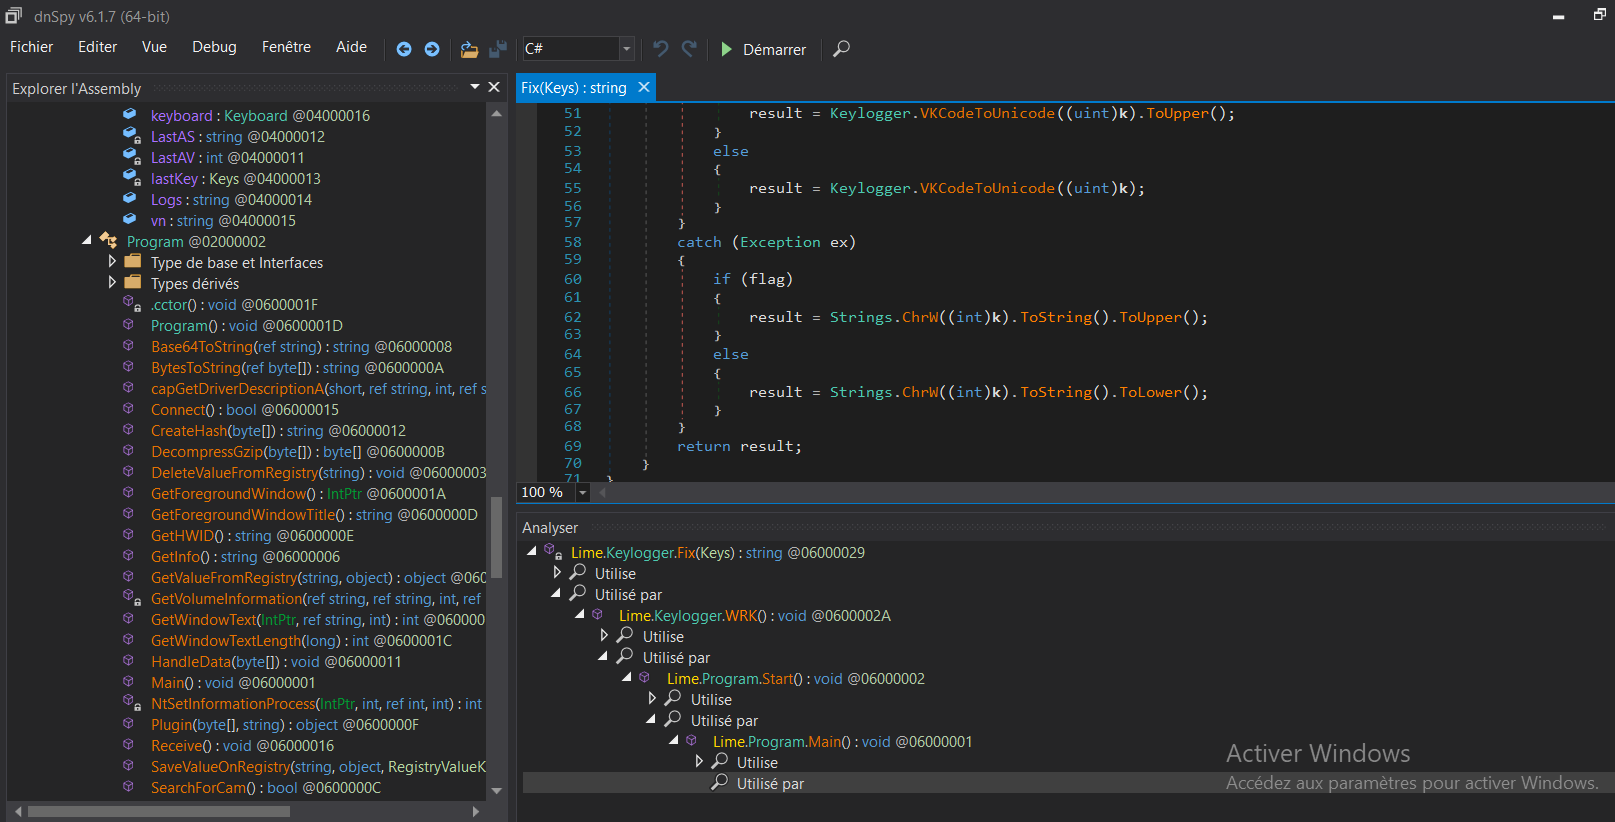 dnSpy v6.1.7 (64-bit)
Fichier Editer Vue Debug Fenêtre Aide C# Démarrer
Explorer l'Assembly
keyboard : Keyboard @04000016
LastAS : string @04000012
LastAV : int @04000011
lastKey : Keys @04000013
Logs : string @04000014
vn : string @04000015
Program @02000002
Type de base et Interfaces
Types dérivés
.cctor() : void @0600001F
Program() : void @0600001D
Base64ToString(ref string) : string @06000008
BytesToString(ref byte[]) : string @0600000A
capGetDriverDescriptionA(short, ref string, int, ref s
Connect() : bool @06000015
CreateHash(byte[]) : string @06000012
DecompressGzip(byte[]) : byte[] @0600000B
DeleteValueFromRegistry(string) : void @06000003
GetForegroundWindow() : IntPtr @0600001A
GetForegroundWindowTitle() : string @0600000D
GetHWID() : string @0600000E
GetInfo() : string @06000006
GetValueFromRegistry(string, object) : object @060
GetVolumeInformation(ref string, ref string, int, ref
GetWindowText(IntPtr, ref string, int) : int @060000
GetWindowTextLength(long) : int @0600001C
HandleData(byte[]) : void @06000011
Main() : void @06000001
NtSetInformationProcess(IntPtr, int, ref int, int) : int
Plugin(byte[], string) : object @0600000F
Receive() : void @06000016
SaveValueOnRegistry(string, object, RegistryValueK
SearchForCam() : bool @0600000C
Fix(Keys) : string
51 result = Keylogger.VKCodeToUnicode((uint)k).ToUpper();
52 }
53 else
54 {
55 result = Keylogger.VKCodeToUnicode((uint)k);
56 }
57 }
58 catch (Exception ex)
59 {
60 if (flag)
61 {
62 result = Strings.ChrW((int)k).ToString().ToUpper();
63 }
64 else
65 {
66 result = Strings.ChrW((int)k).ToString().ToLower();
67 }
68 }
69 return result;
70 }
71 }
100 %
Analyser
Lime.Keylogger.Fix(Keys) : string @06000029
Utilise
Utilisé par
Lime.Keylogger.WRK() : void @0600002A
Utilise
Utilisé par
Lime.Program.Start() : void @06000002
Utilise
Utilisé par
Lime.Program.Main() : void @06000001
Utilise
Utilisé par
Activer Windows
Accédez aux paramètres pour activer Windows.